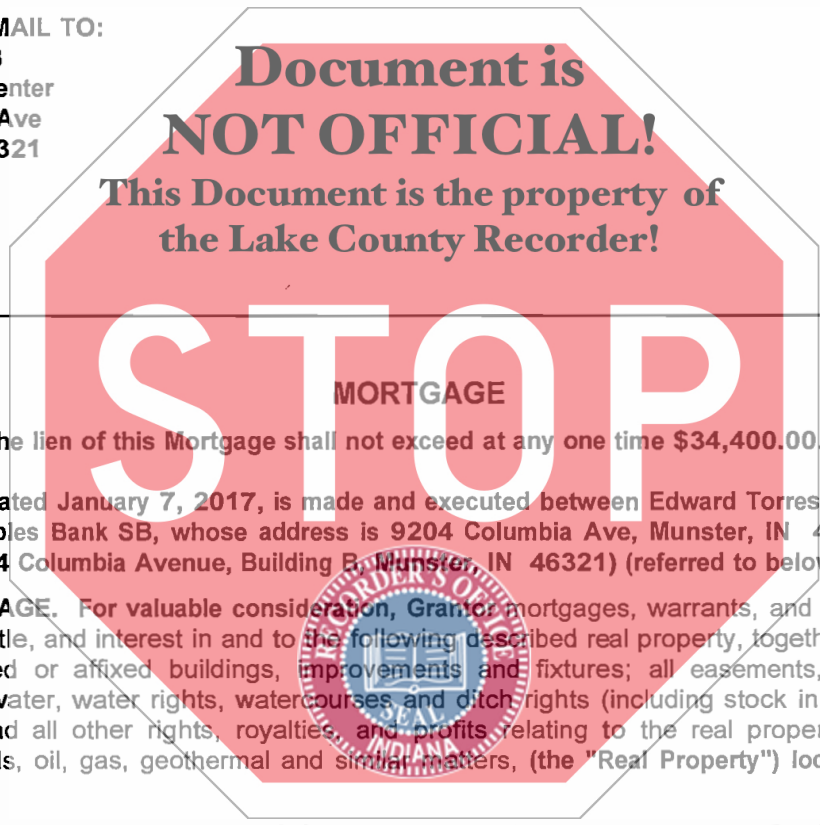 MAIL TO:
enter
Ave
321
Document is
NOT OFFICIAL!
This Document is the property of
the Lake County Recorder!
STOP
MORTGAGE
he lien of this Mortgage shall not exceed at any one time $34,400.00.
ated January 7, 2017, is made and executed between Edward Torres
ples Bank SB, whose address is 9204 Columbia Ave, Munster, IN 4
4 Columbia Avenue, Building B, Munster, IN 46321) (referred to below
AGE. For valuable consideration, Grantor mortgages, warrants, and
tle, and interest in and to the following described real property, togeth
ed or affixed buildings, improvements and fixtures; all easements,
vater, water rights, watercourses and ditch rights (including stock in
nd all other rights, royalties, and profits relating to the real proper
ls, oil, gas, geothermal and similar matters, (the "Real Property") loc
RECORDER'S OFFICE
SEAL
INDIANA